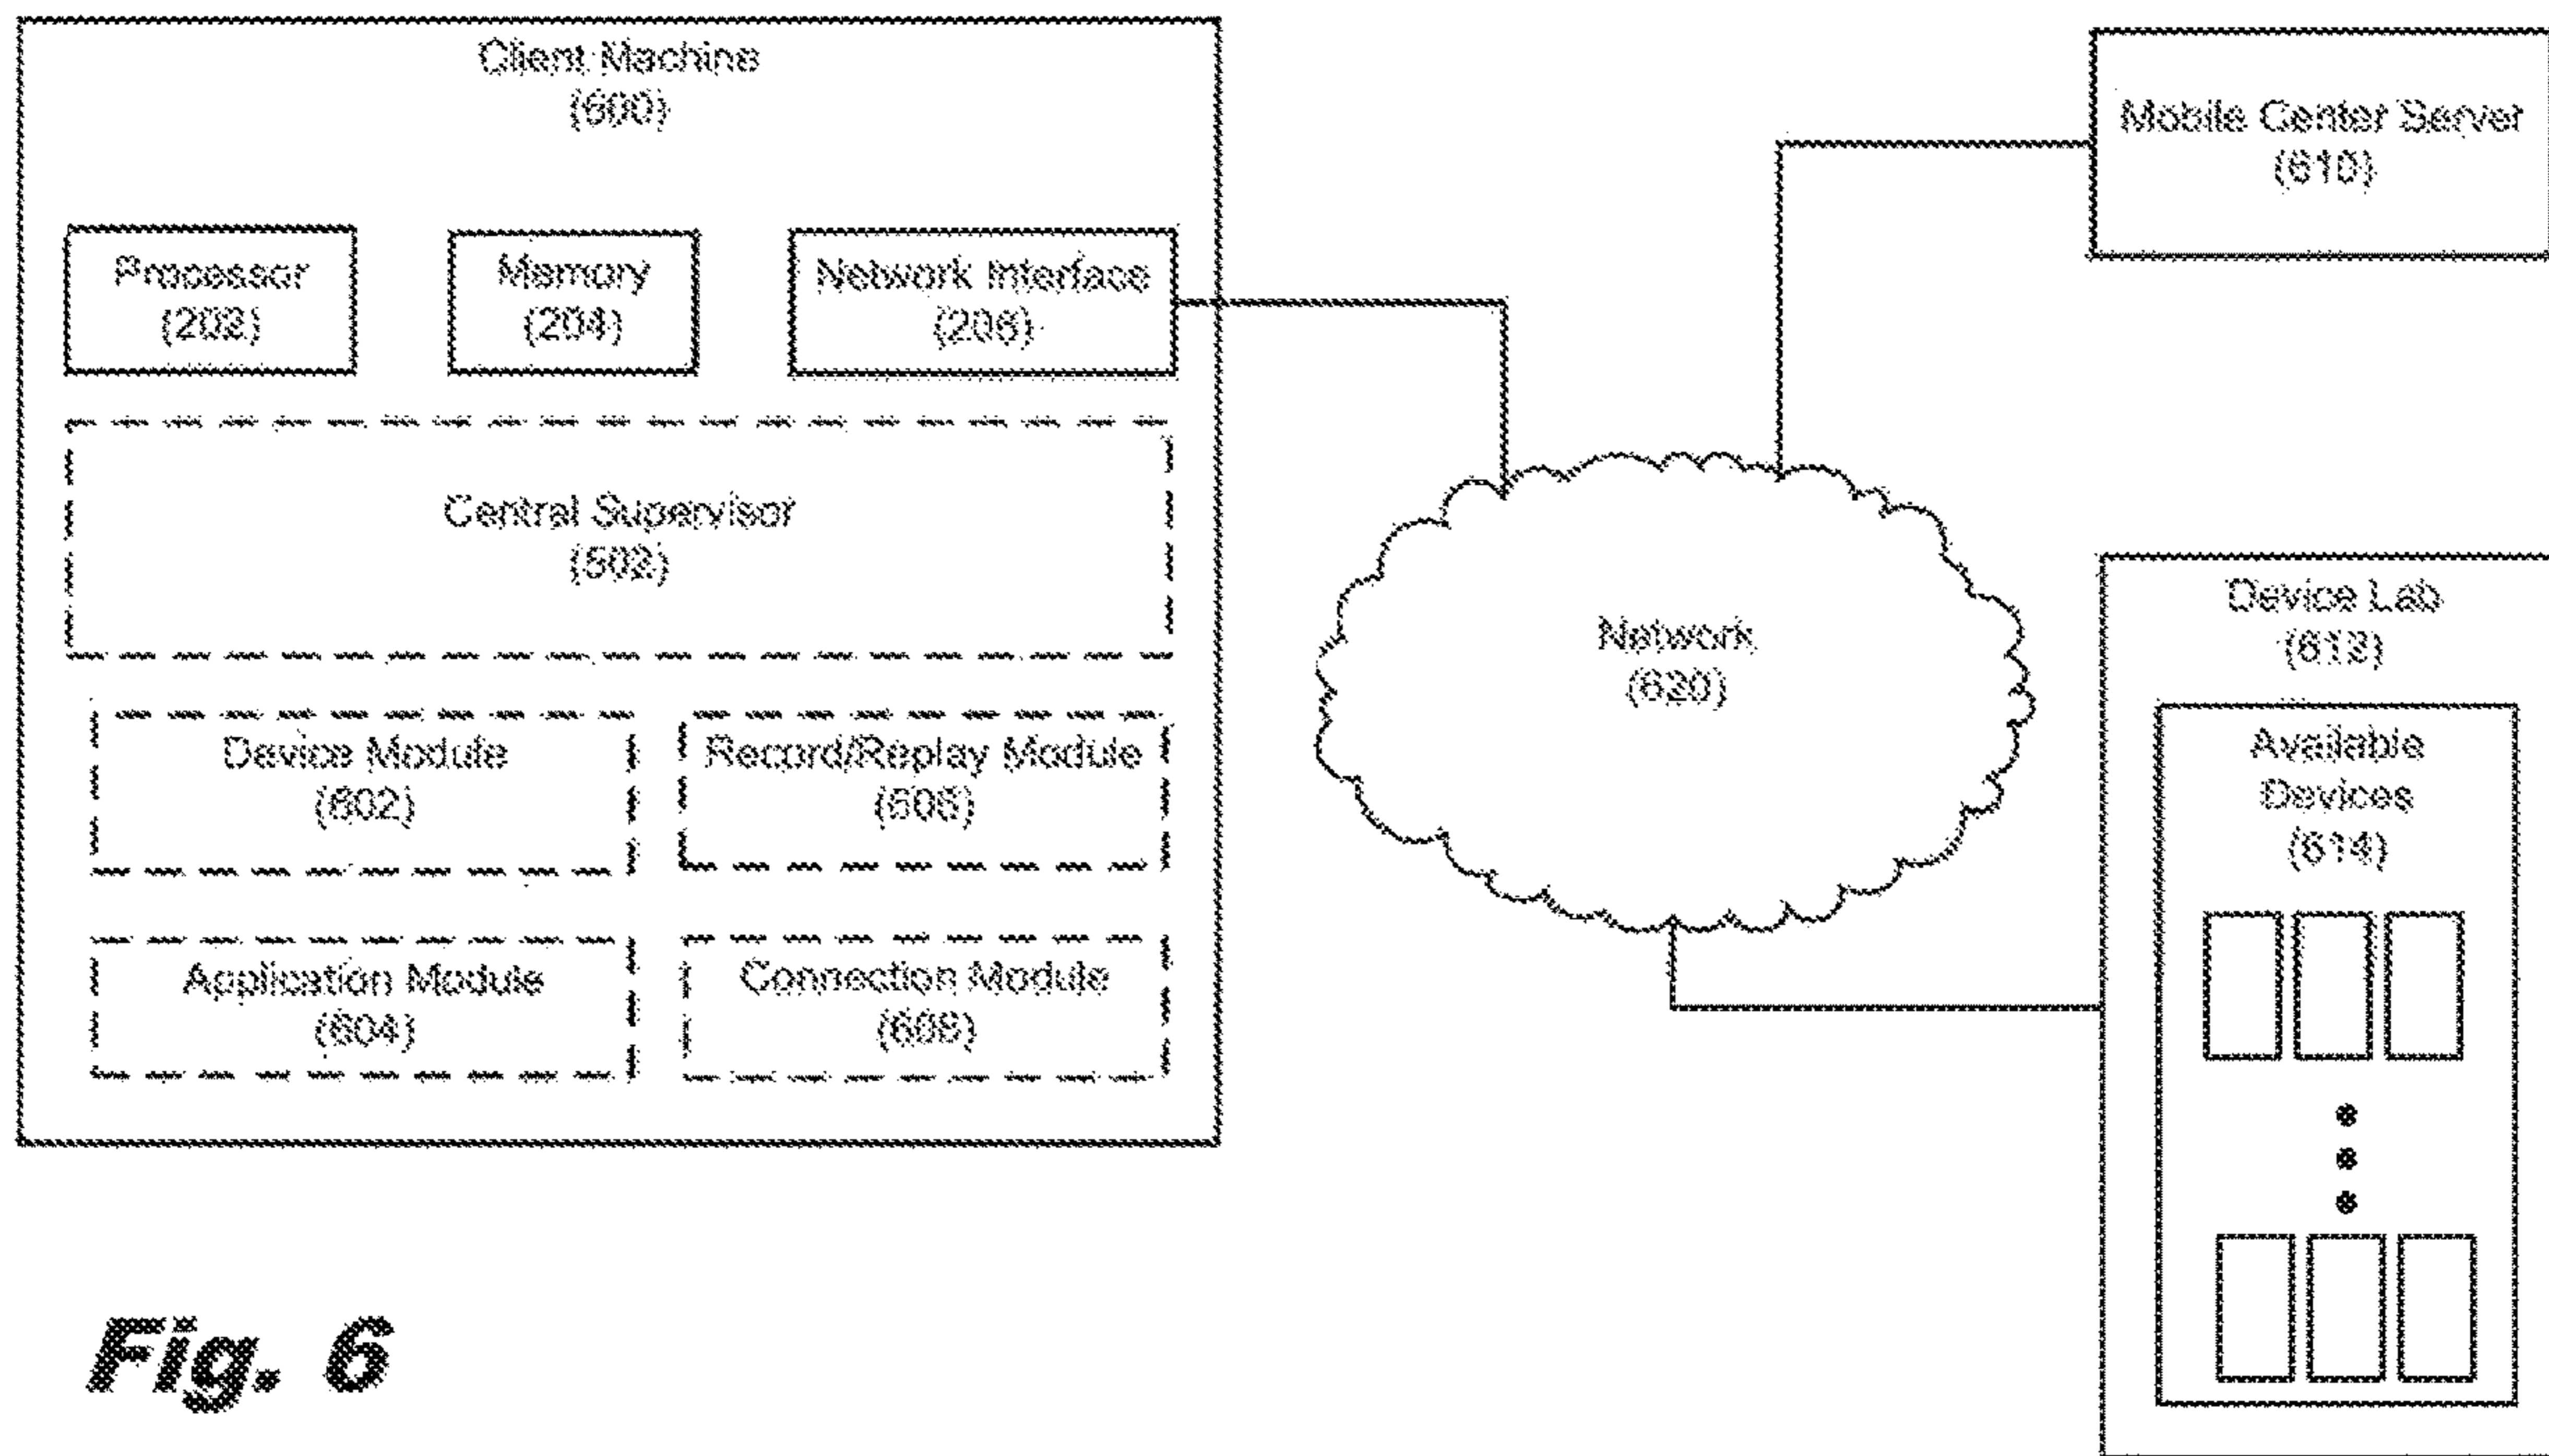 Client Machine
(600)
Processor
(202)
Memory
(204)
Network Interface
(206)
Central Supervisor
(502)
Device Module
(602)
Record/Replay Module
(606)
Application Module
(604)
Connection Module
(608)
Network
(620)
Mobile Center Server
(610)
Device Lab
(612)
Available
Devices
(614)
Fig. 6